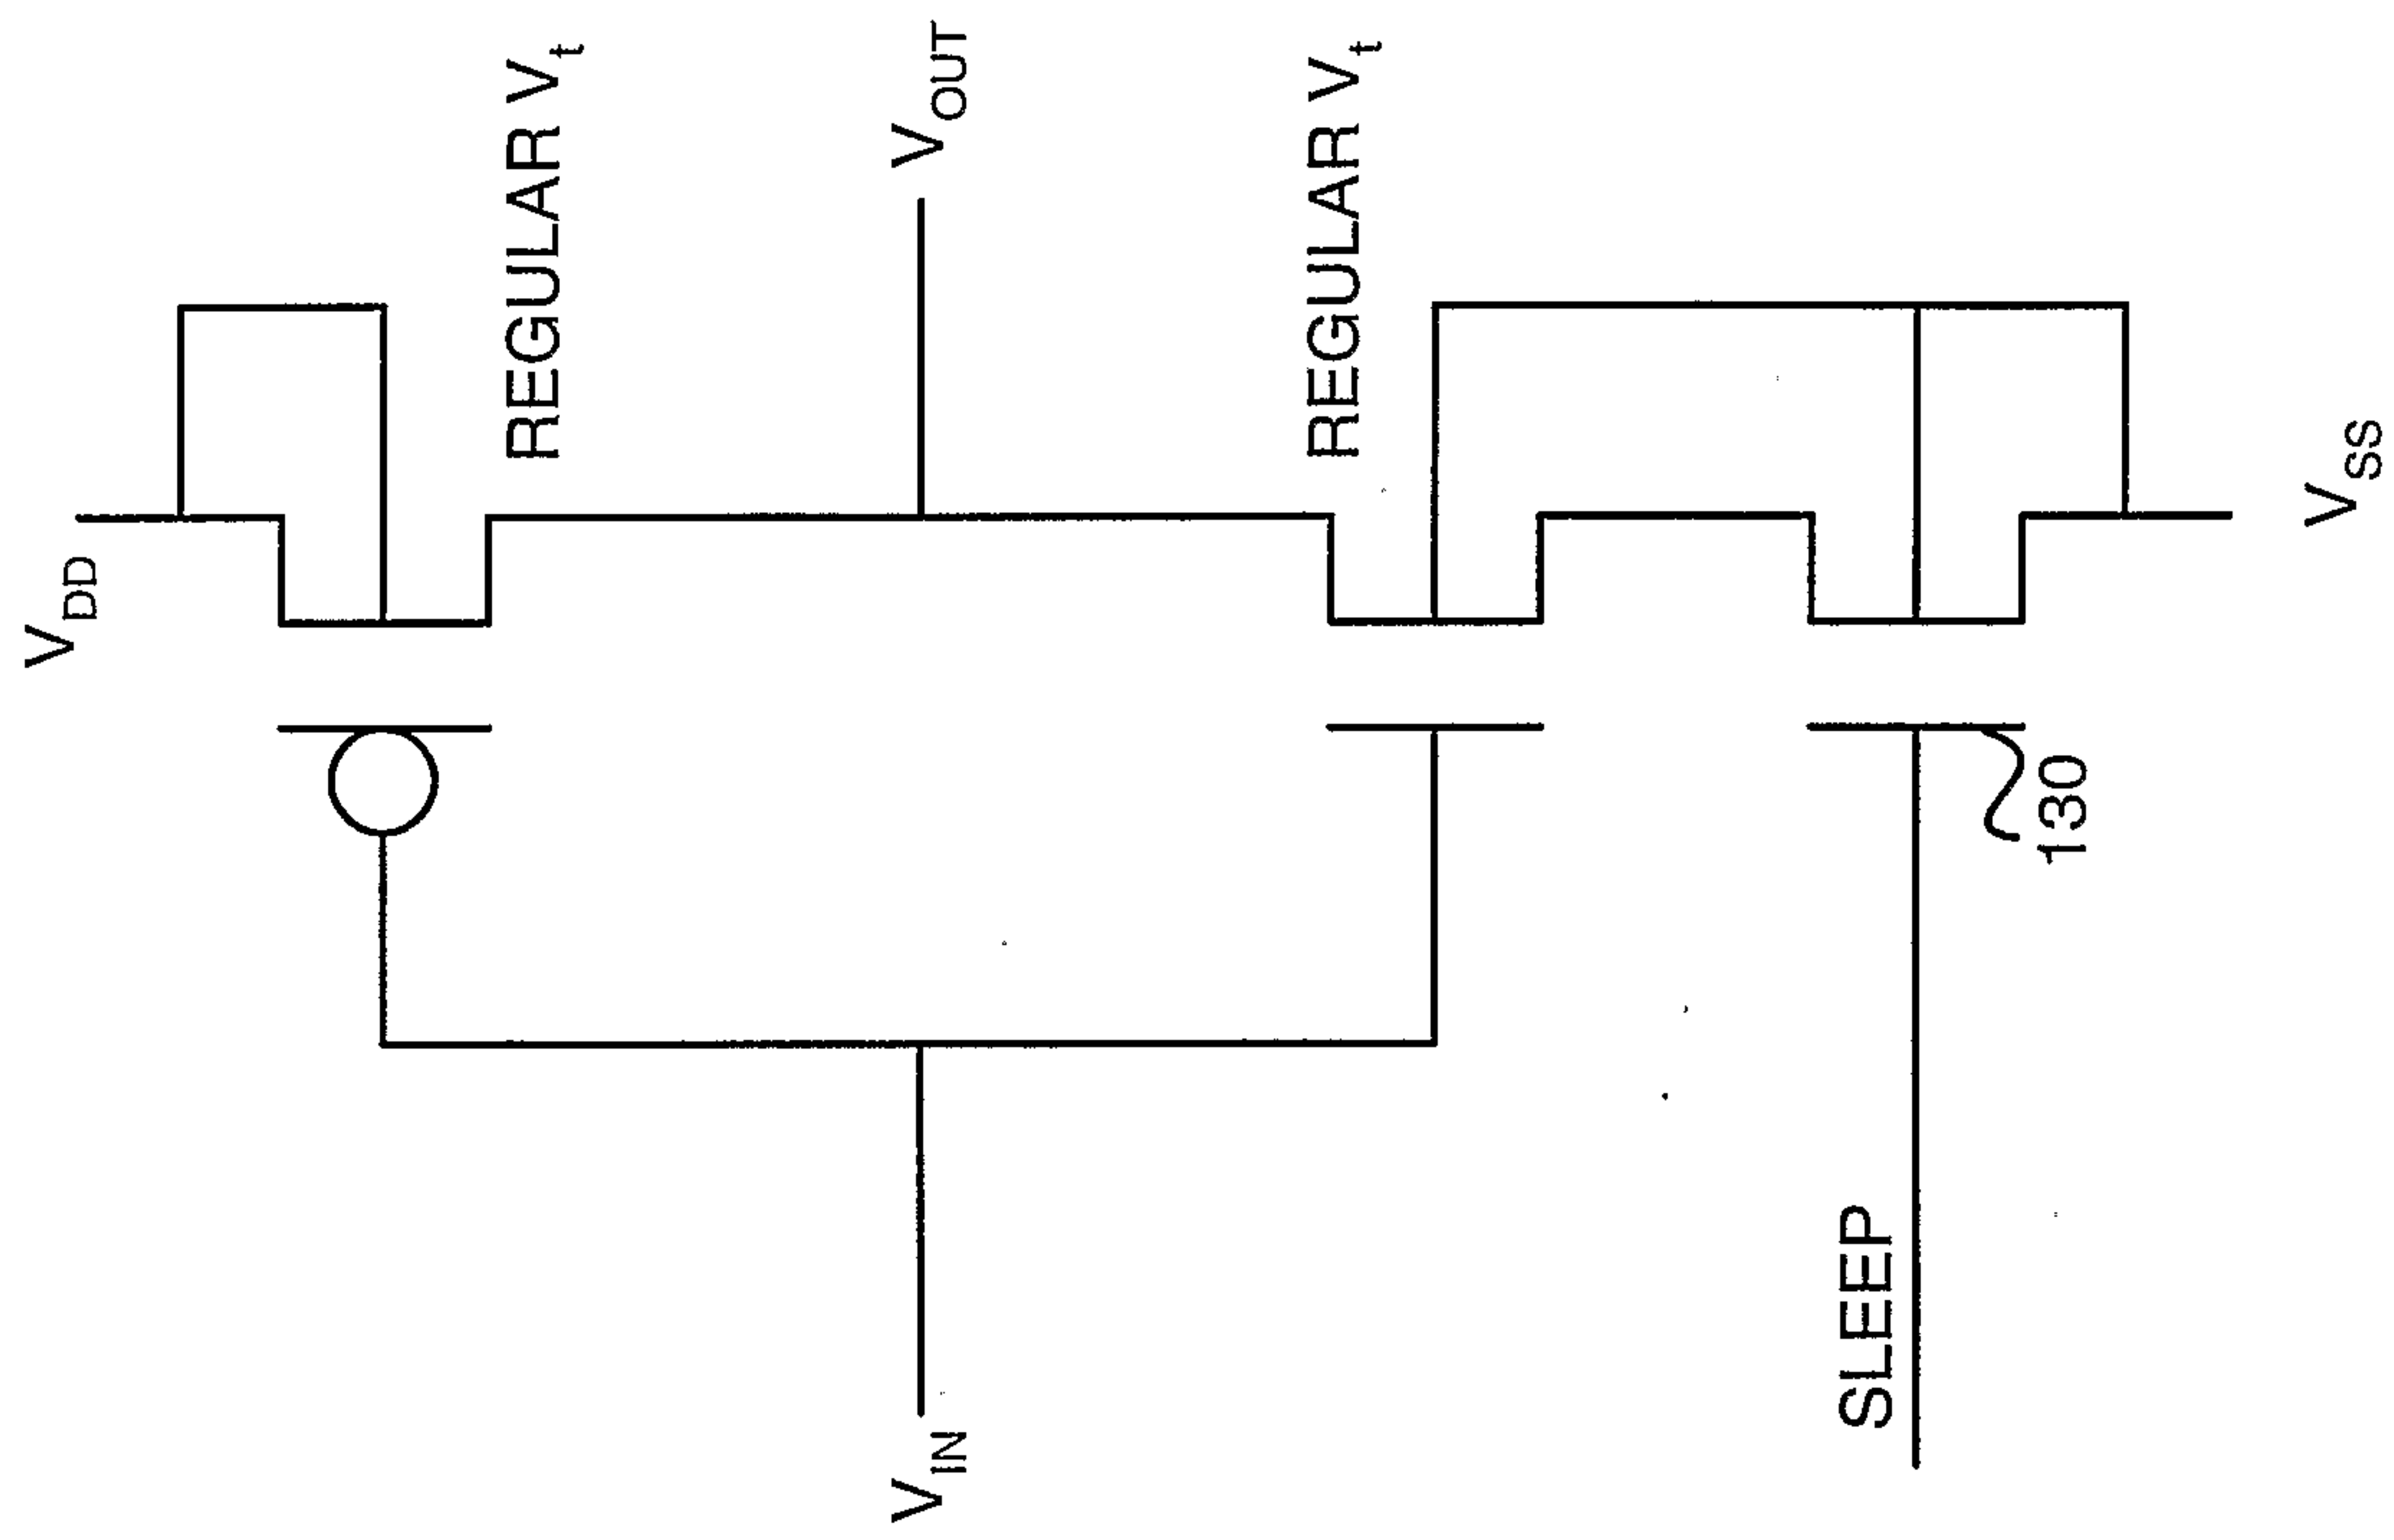 V_DD
REGULAR V_t
V_OUT
V_IN
REGULAR V_t
SLEEP
130
V_SS